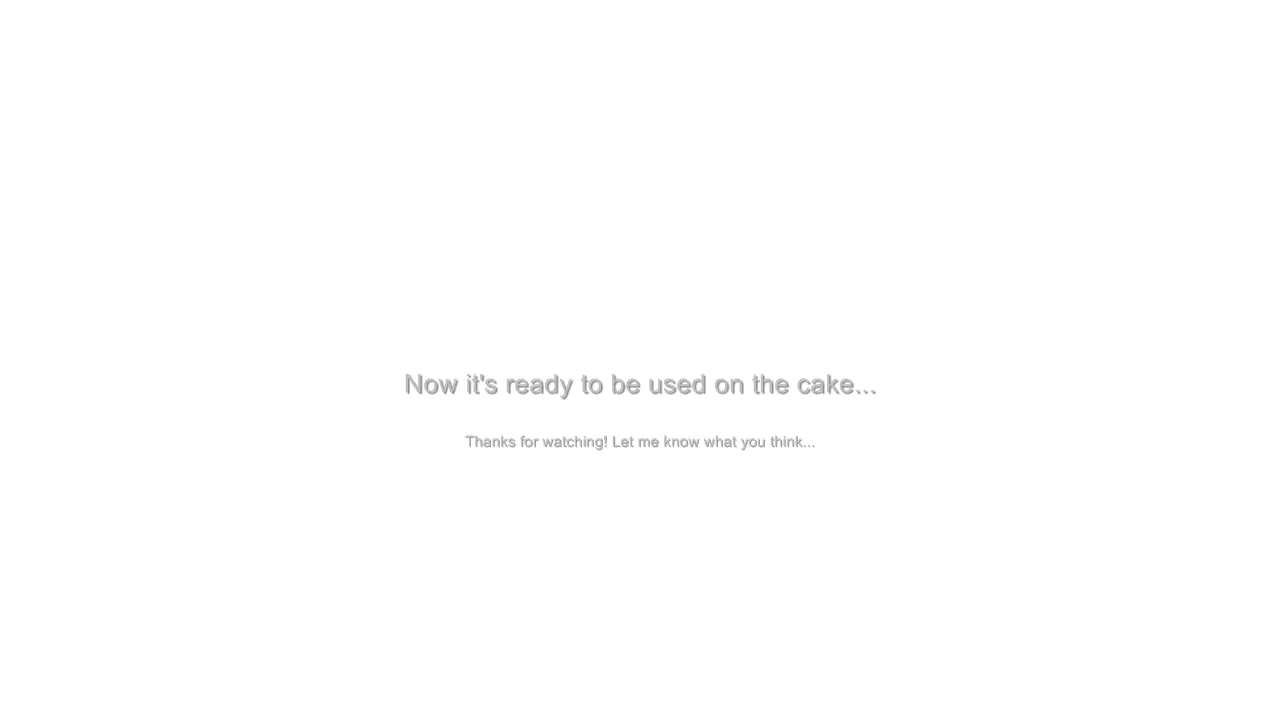 Now it's ready to be used on the cake...
Thanks for watching! Let me know what you think...